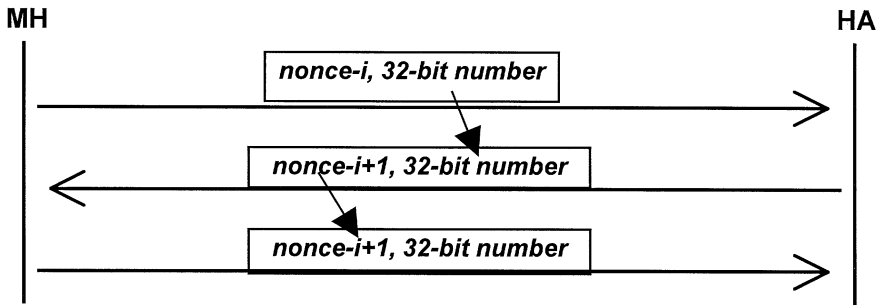 MH HA
nonce-i, 32-bit number
nonce-i+1, 32-bit number
nonce-i+1, 32-bit number